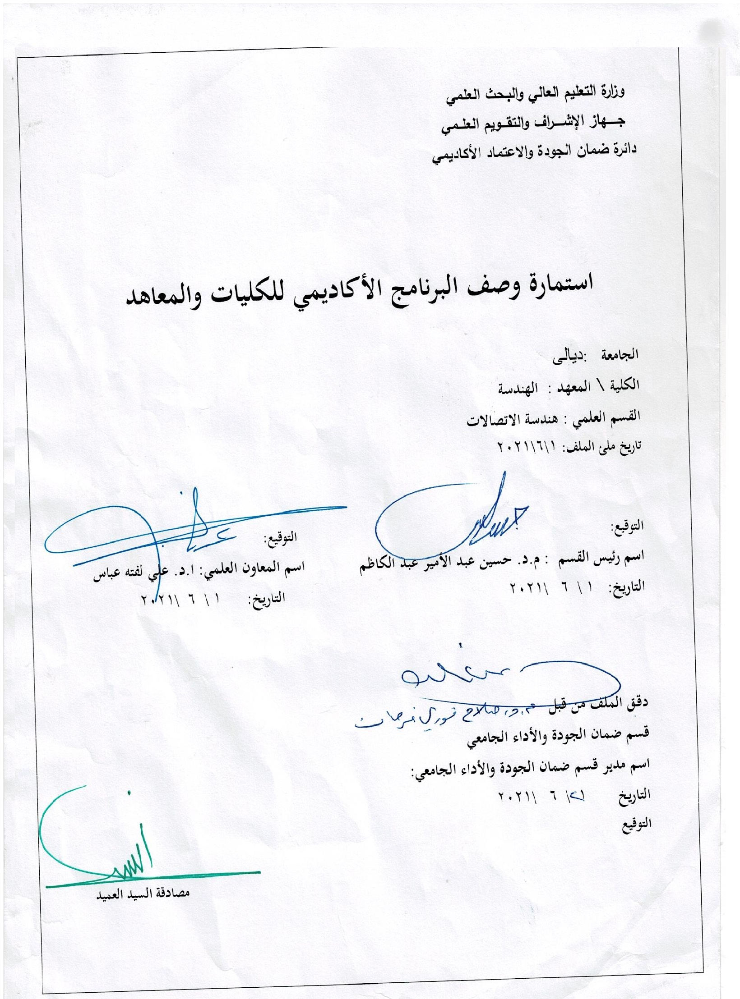 وزارة التعليم العالي والبحث العلمي
جـــهاز الإشـــراف والتقـويم العلـمي
دائرة ضمان الجودة والاعتماد الأكاديمي
استمارة وصف البرنامج الأكاديمي للكليات والمعاهد
الجامعة :ديالى
الكلية \ المعهد : الهندسة
القسم العلمي : هندسة الاتصالات
تاريخ ملئ الملف: ١\٦\٢٠٢١
التوقيع:
التوقيع:
اسم رئيس القسم : م.د. حسين عبد الأمير عبد الكاظم
اسم المعاون العلمي: ا.د. علي لفته عباس
التاريخ: ١ \ ٦ \٢٠٢١
التاريخ: ١ \ ٦ \٢٠٢١
دقق الملف من قبل م.د. صلاح نوري فرحان
قسم ضمان الجودة والأداء الجامعي
اسم مدير قسم ضمان الجودة والأداء الجامعي:
التاريخ \ ٦ \٢٠٢١
التوقيع
مصادقة السيد العميد